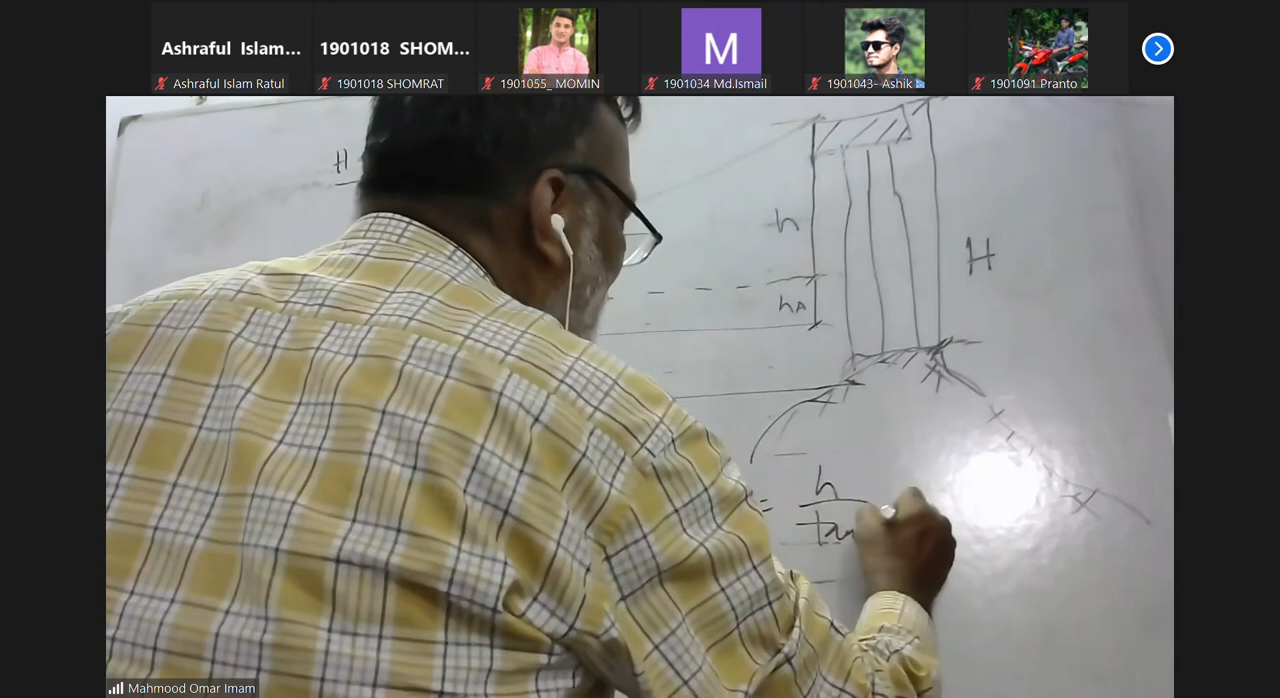 Ashraful Islam...
1901018 SHOM...
M
Ashraful Islam Ratul
1901018 SHOMRAT
1901055_ MOMIN
1901034 Md.Ismail
1901043- Ashik
1901091 Pranto
H
h
H
hA
= h
tan
Mahmood Omar Imam